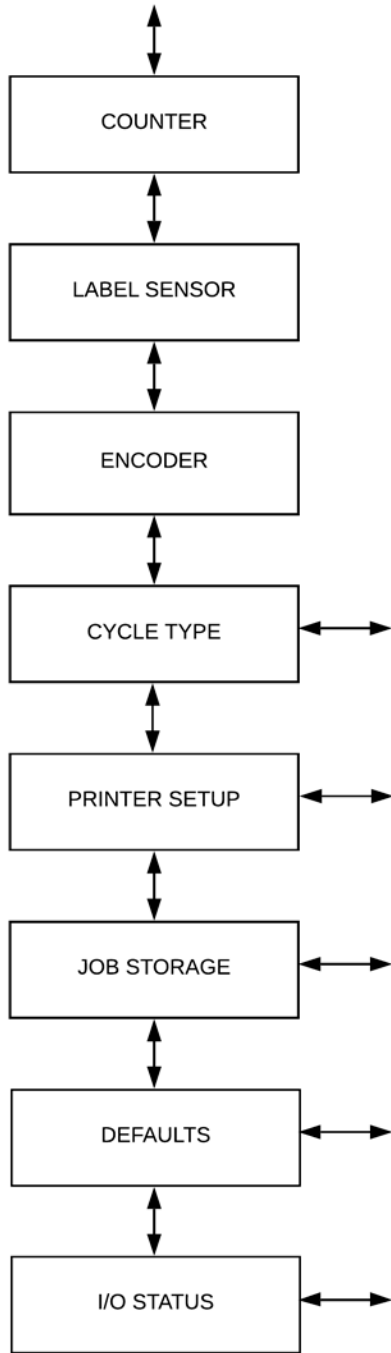 COUNTER
LABEL SENSOR
ENCODER
CYCLE TYPE
PRINTER SETUP
JOB STORAGE
DEFAULTS
I/O STATUS